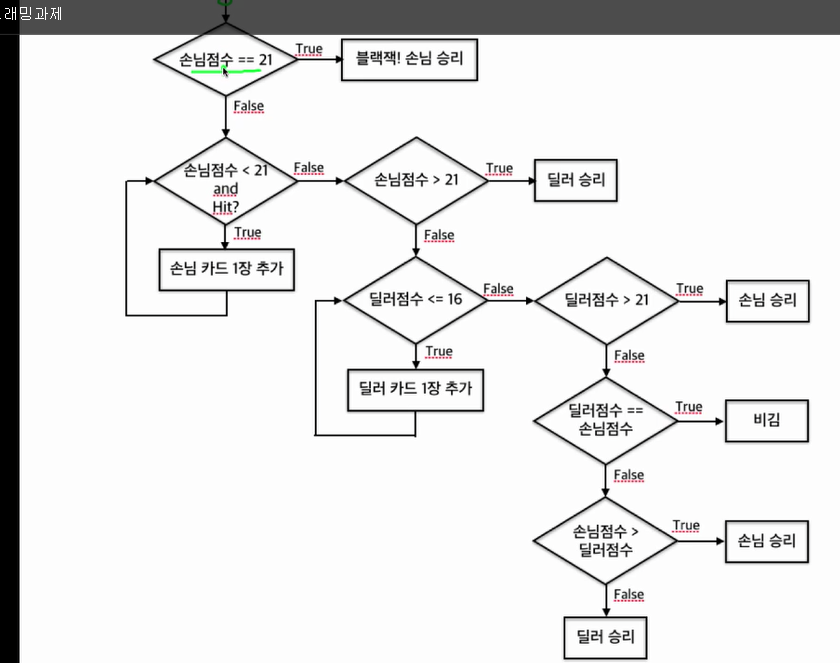 래밍과제
손님점수 == 21
True
블랙잭! 손님 승리
False
손님점수 < 21
and
Hit?
False
손님점수 > 21
True
딜러 승리
True
손님 카드 1장 추가
False
딜러점수 <= 16
False
딜러점수 > 21
True
손님 승리
True
딜러 카드 1장 추가
False
딜러점수 ==
손님점수
True
비김
False
손님점수 >
딜러점수
True
손님 승리
False
딜러 승리